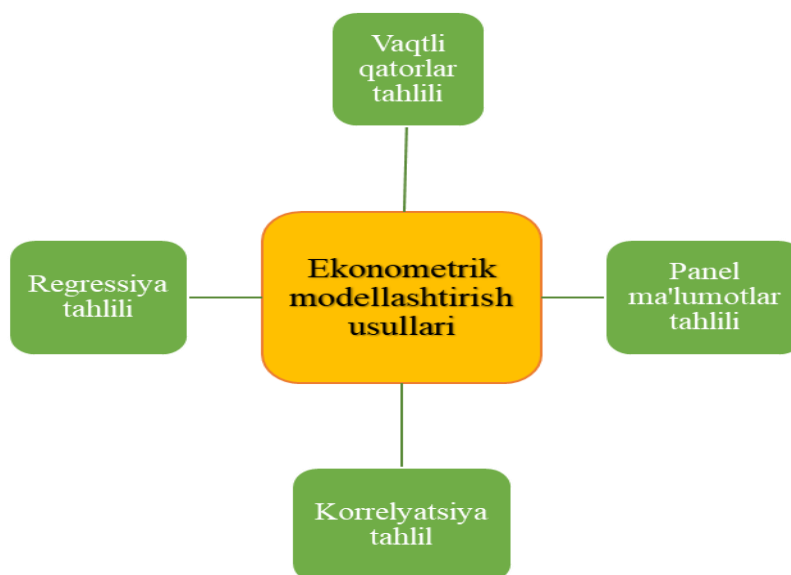 Vaqtli
qatorlar
tahlili
Regressiya
tahlili
Ekonometrik
modellashtirish
usullari
Panel
ma'lumotlar
tahlili
Korrelyatsiya
tahlil